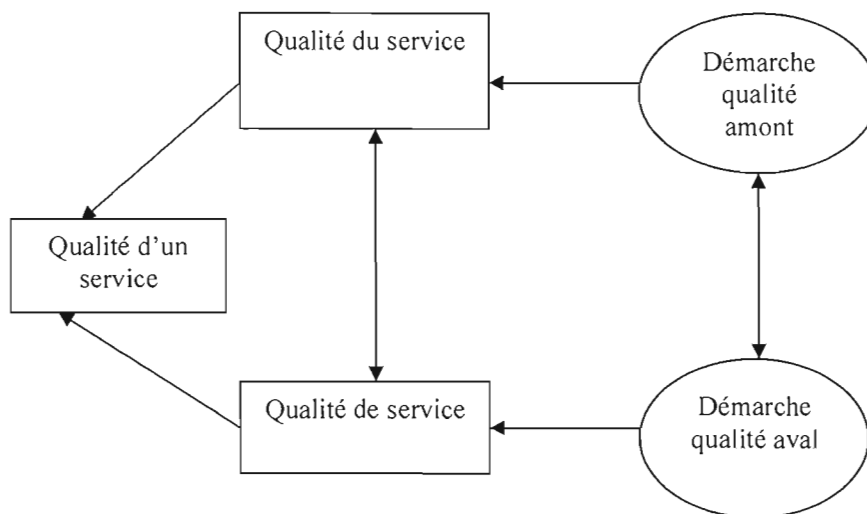 Qualité du service
Démarche
qualité
amont
Qualité d’un
service
Qualité de service
Démarche
qualité aval